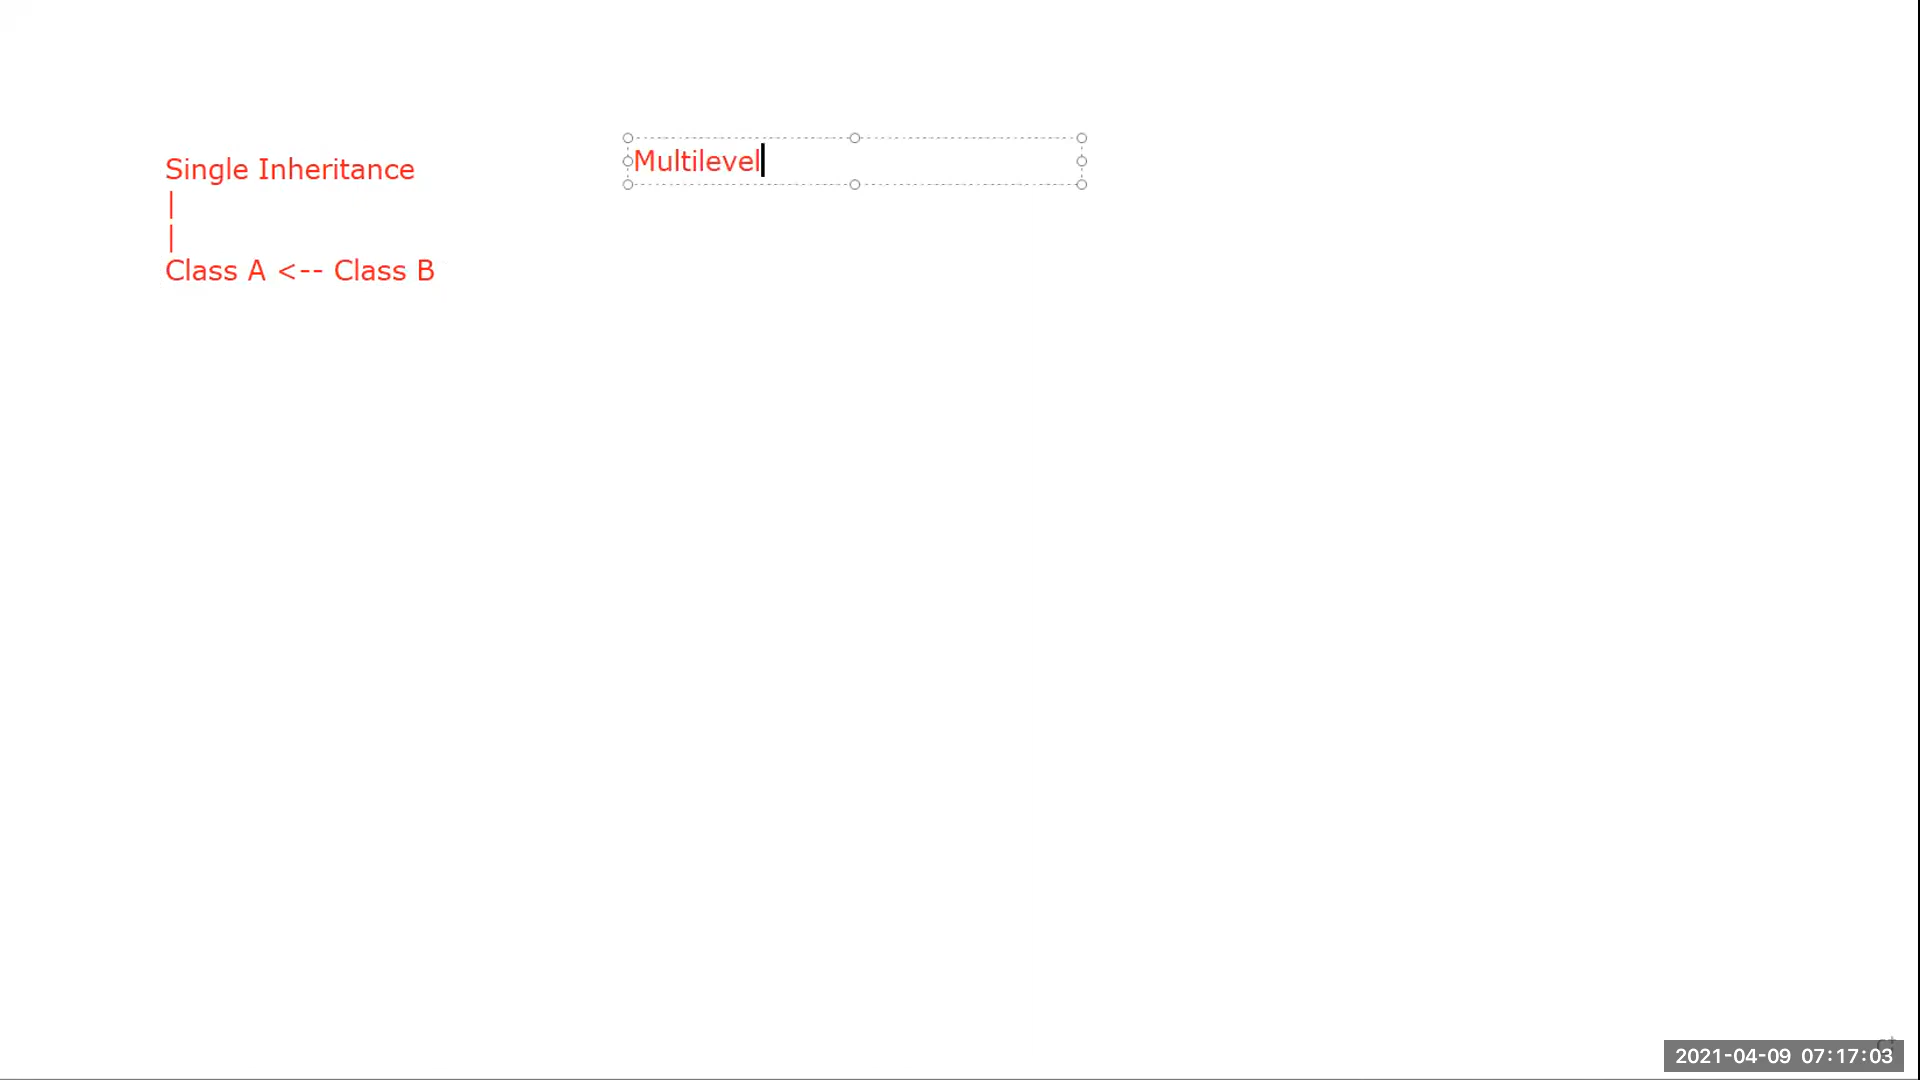 Single Inheritance
|
|
Class A <-- Class B
Multilevel
2021-04-09 07:17:03